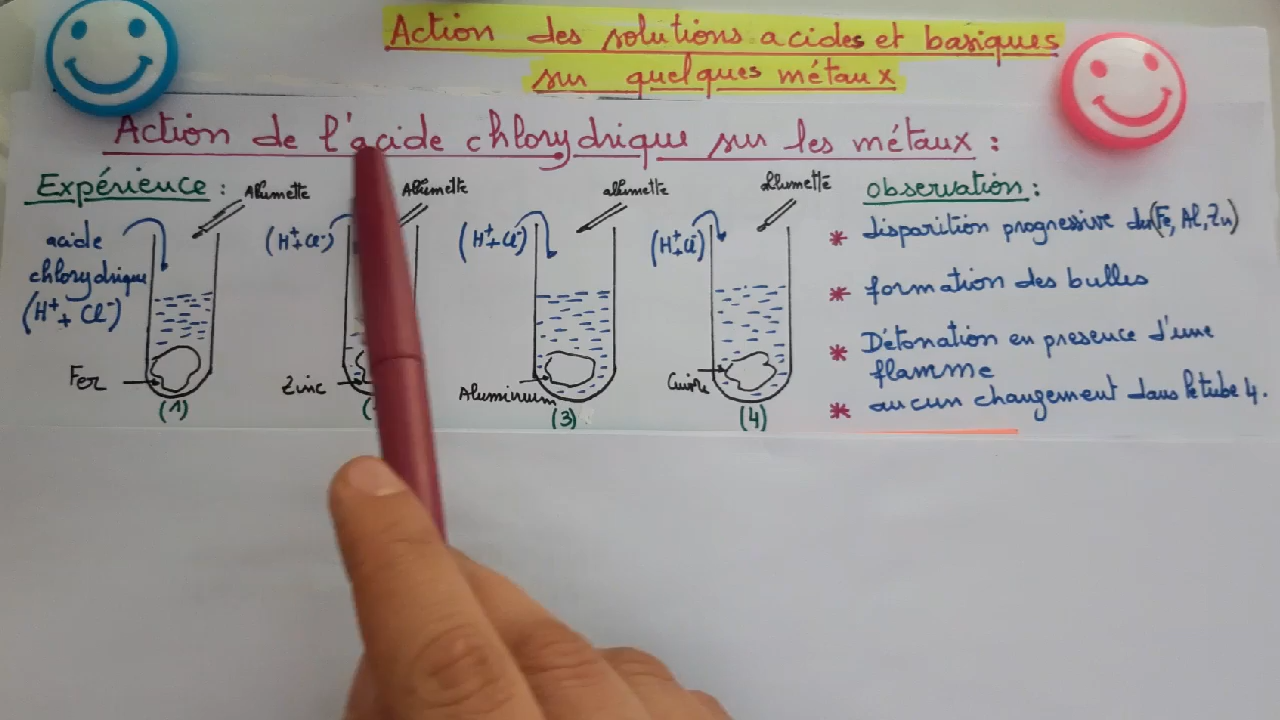 Action des solutions acides et basiques
sur quelques métaux
Action de l'acide chlorydrique sur les métaux :
Expérience :
Allumette
Allumette
allumette
Allumette
acide
chlorydrique
(H⁺ + Cl⁻)
(H⁺+Cl⁻)
(H⁺+Cl⁻)
(H⁺+Cl⁻)
Fer
Zinc
Aluminium
Cuivre
(1)
(3)
(4)
Observation :
* disparition progressive du (Fe, Al, Zn)
* formation des bulles
* Détonation en presence d'une
flamme
* aucun changement dans le tube 4.